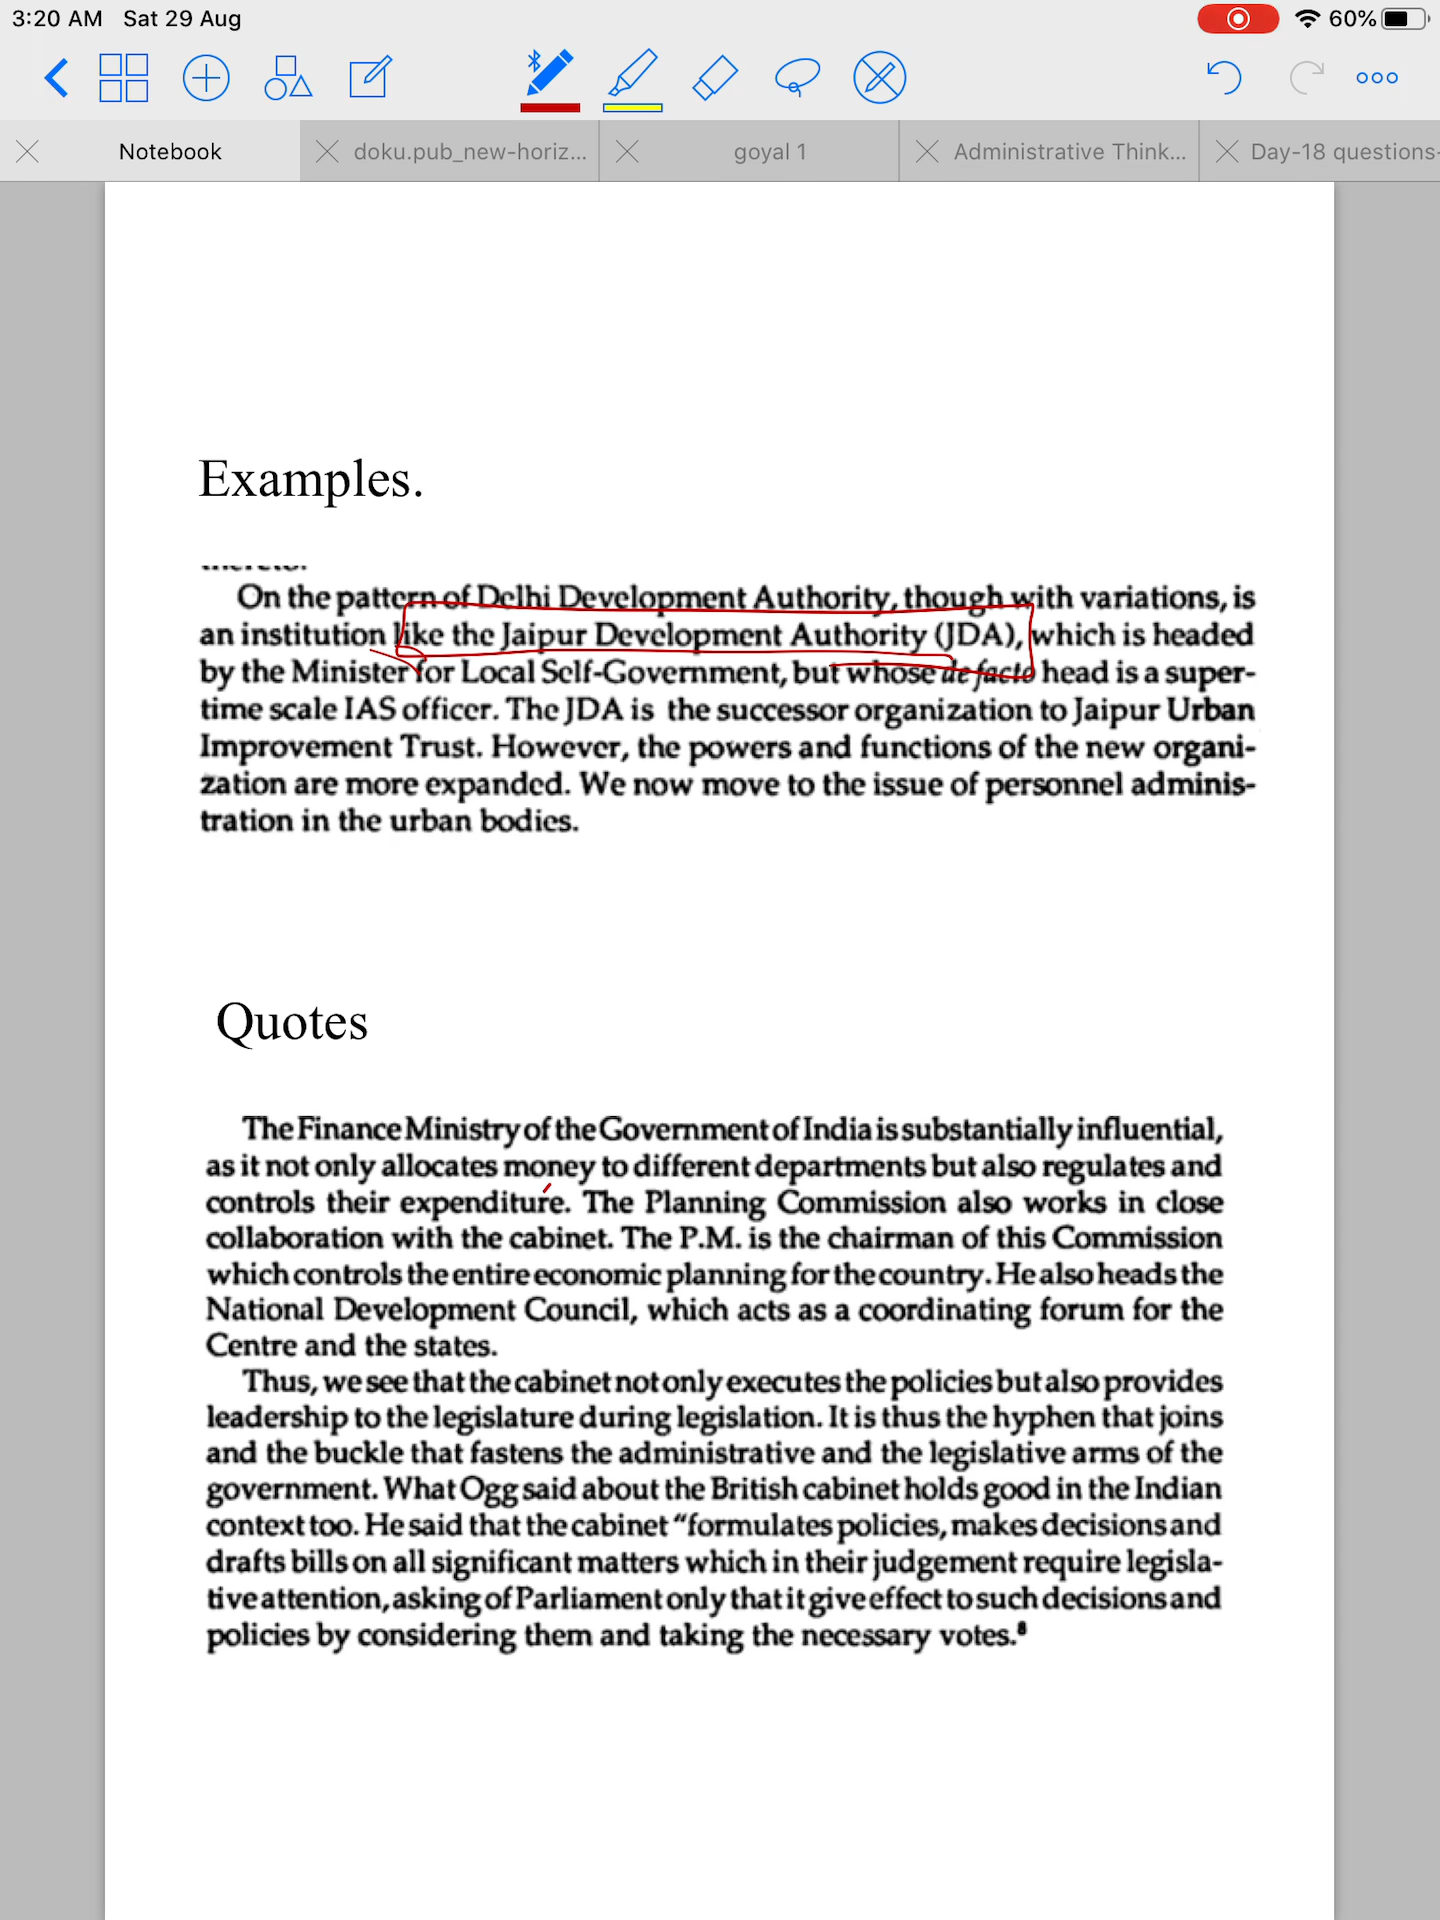 3:20 AM Sat 29 Aug 60%
Notebook doku.pub_new-horiz... goyal 1 Administrative Think... Day-18 questions-
Examples.
thereto.
On the pattern of Delhi Development Authority, though with variations, is
an institution like the Jaipur Development Authority (JDA), which is headed
by the Minister for Local Self-Government, but whose de facto head is a super-
time scale IAS officer. The JDA is the successor organization to Jaipur Urban
Improvement Trust. However, the powers and functions of the new organi-
zation are more expanded. We now move to the issue of personnel adminis-
tration in the urban bodies.
Quotes
The Finance Ministry of the Government of India is substantially influential,
as it not only allocates money to different departments but also regulates and
controls their expenditure. The Planning Commission also works in close
collaboration with the cabinet. The P.M. is the chairman of this Commission
which controls the entire economic planning for the country. He also heads the
National Development Council, which acts as a coordinating forum for the
Centre and the states.
Thus, we see that the cabinet not only executes the policies but also provides
leadership to the legislature during legislation. It is thus the hyphen that joins
and the buckle that fastens the administrative and the legislative arms of the
government. What Ogg said about the British cabinet holds good in the Indian
context too. He said that the cabinet “formulates policies, makes decisions and
drafts bills on all significant matters which in their judgement require legisla-
tive attention, asking of Parliament only that it give effect to such decisions and
policies by considering them and taking the necessary votes.⁸